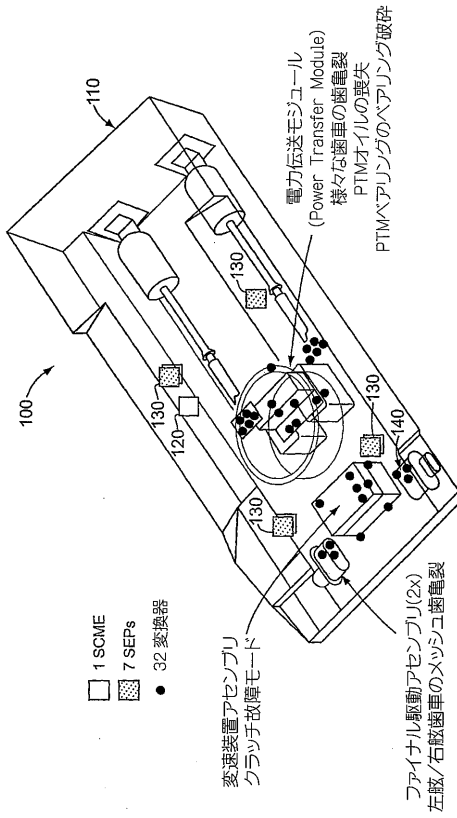 1 SCME
7 SEPs
32 変換器
100
110
130
120
130
130
130
140
電力伝送モジュール
(Power Transfer Module)
様々な歯車の歯亀裂
PTMオイルの喪失
PTMベアリングのベアリング破砕
変速装置アセンブリ
クラッチ故障モード
ファイナル駆動アセンブリ(2x)
左舷/右舷歯車のメッシュ歯亀裂